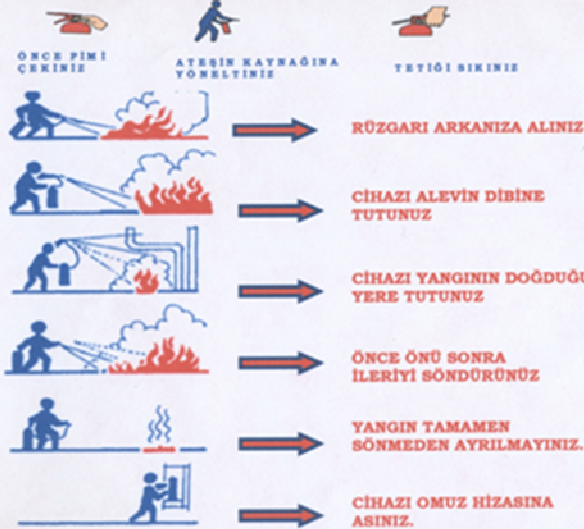 ÖNCE PİMİ
ÇEKİNİZ
ATEŞİN KAYNAĞINA
YÖNELTİNİZ
TETİĞİ SIKINIZ
RÜZGARI ARKANIZA ALINIZ
CİHAZI ALEVİN DİBİNE
TUTUNUZ
CİHAZI YANGININ DOĞDUĞU
YERE TUTUNUZ
ÖNCE ÖNÜ SONRA
İLERİYİ SÖNDÜRÜNÜZ
YANGIN TAMAMEN
SÖNMEDEN AYRILMAYINIZ.
CİHAZI OMUZ HİZASINA
ASINIZ.